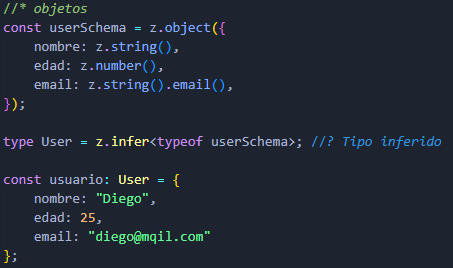 //* objetos
const userSchema = z.object({
    nombre: z.string(),
    edad: z.number(),
    email: z.string().email(),
});

type User = z.infer<typeof userSchema>; //? Tipo inferido

const usuario: User = {
    nombre: "Diego",
    edad: 25,
    email: "diego@mqil.com"
};